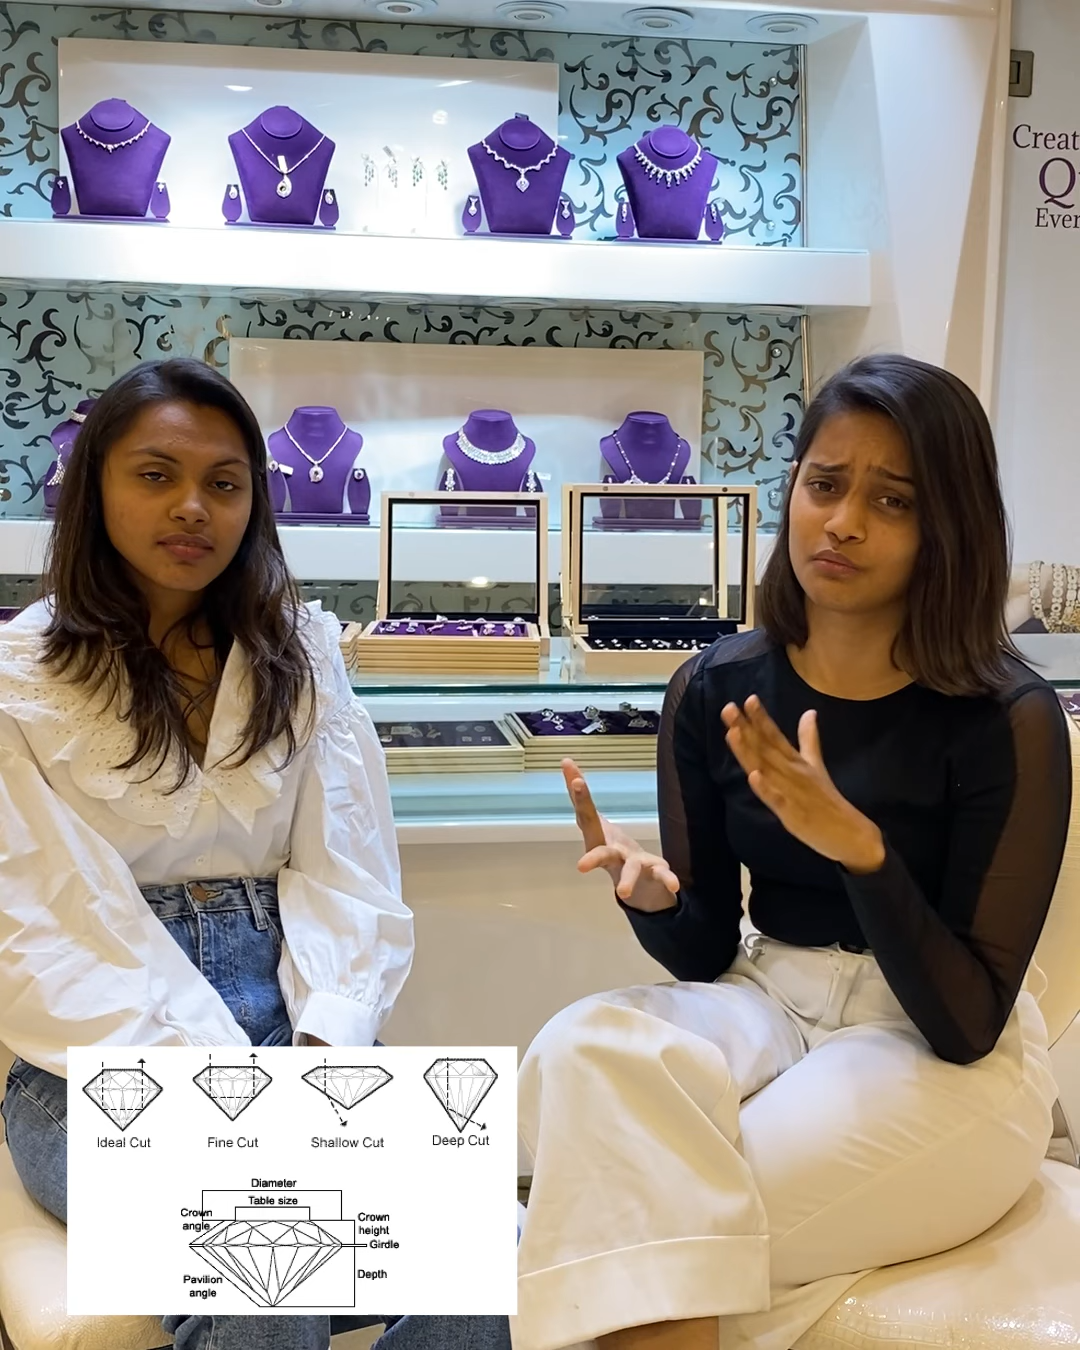 Creat
Q
Ever
Ideal Cut
Fine Cut
Shallow Cut
Deep Cut
Diameter
Table size
Crown
angle
Crown
height
Girdle
Depth
Pavilion
angle